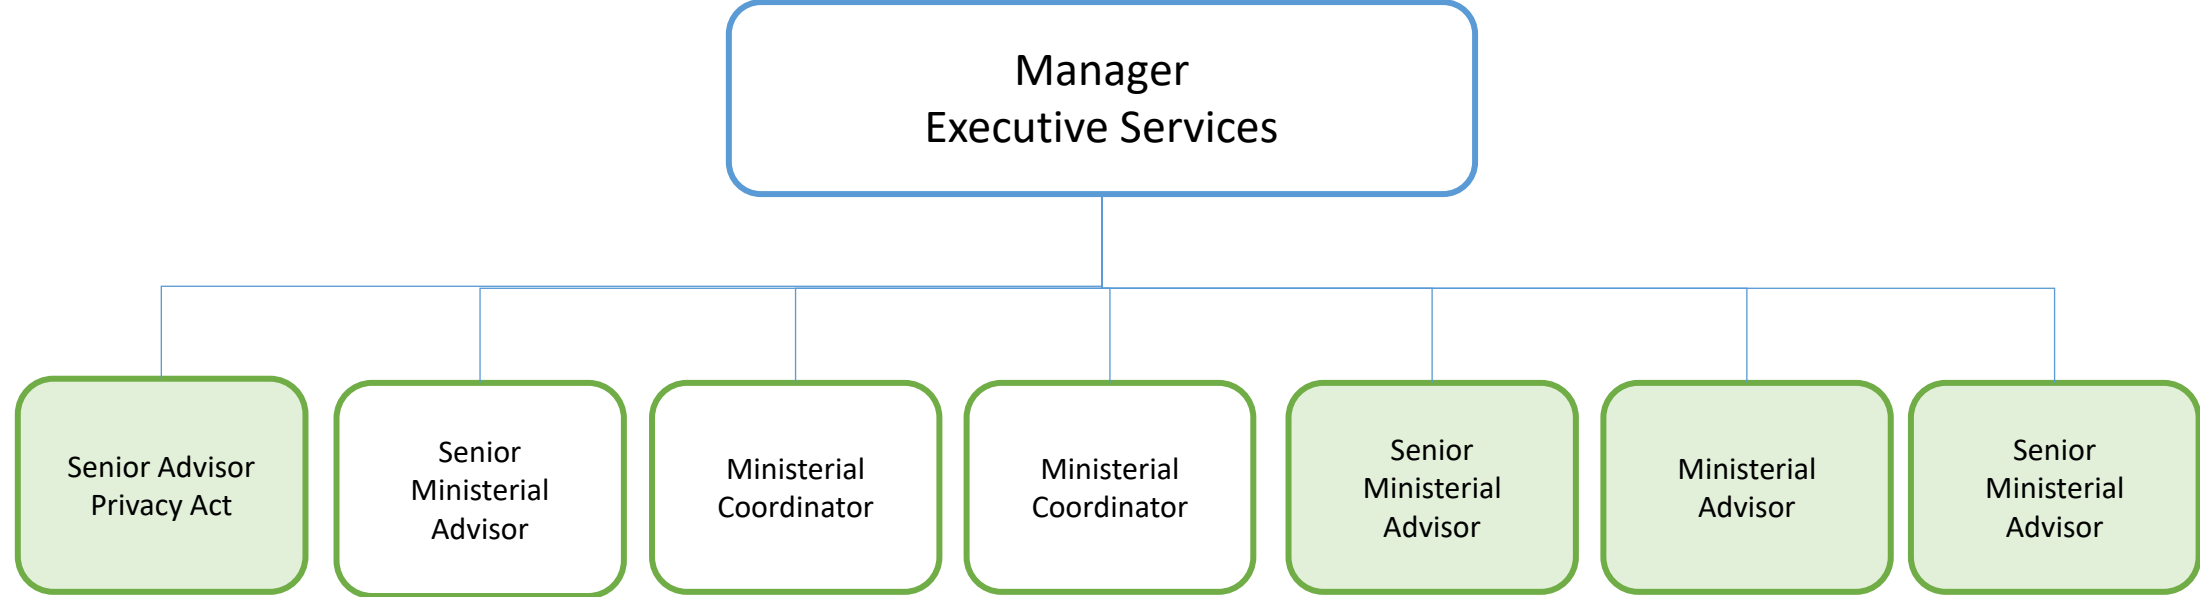 Manager
Executive Services
Senior Advisor
Privacy Act
Senior
Ministerial
Advisor
Ministerial
Coordinator
Ministerial
Coordinator
Senior
Ministerial
Advisor
Ministerial
Advisor
Senior
Ministerial
Advisor